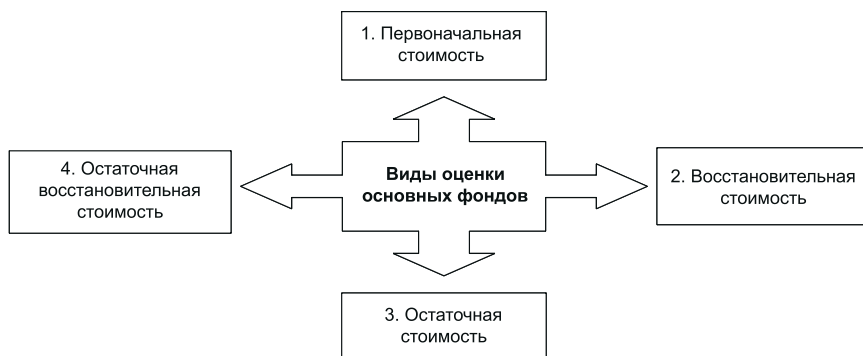 1. Первоначальная
стоимость
4. Остаточная
восстановительная
стоимость
Виды оценки
основных фондов
2. Восстановительная
стоимость
3. Остаточная
стоимость